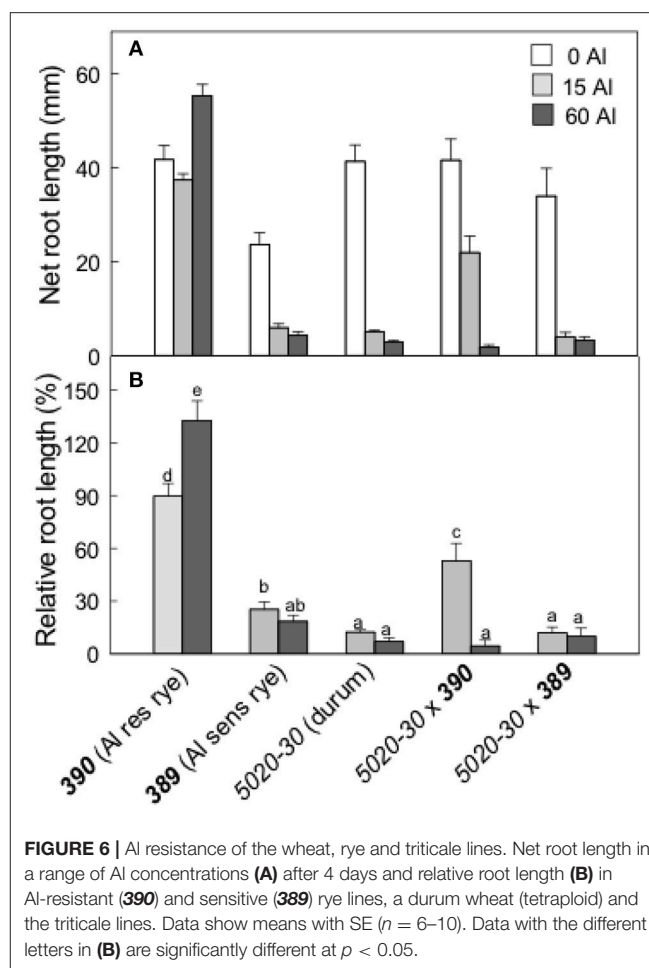 A
0 Al
15 Al
60 Al
Net root length (mm)
60
40
20
0
B
Relative root length (%)
150
120
90
60
30
0
d
e
b
ab
a
a
c
a
a
a
390 (Al res rye)
389 (Al sens rye)
5020-30 (durum)
5020-30 x 390
5020-30 x 389
FIGURE 6 | Al resistance of the wheat, rye and triticale lines. Net root length in
a range of Al concentrations (A) after 4 days and relative root length (B) in
Al-resistant (390) and sensitive (389) rye lines, a durum wheat (tetraploid) and
the triticale lines. Data show means with SE (n = 6–10). Data with the different
letters in (B) are significantly different at p < 0.05.